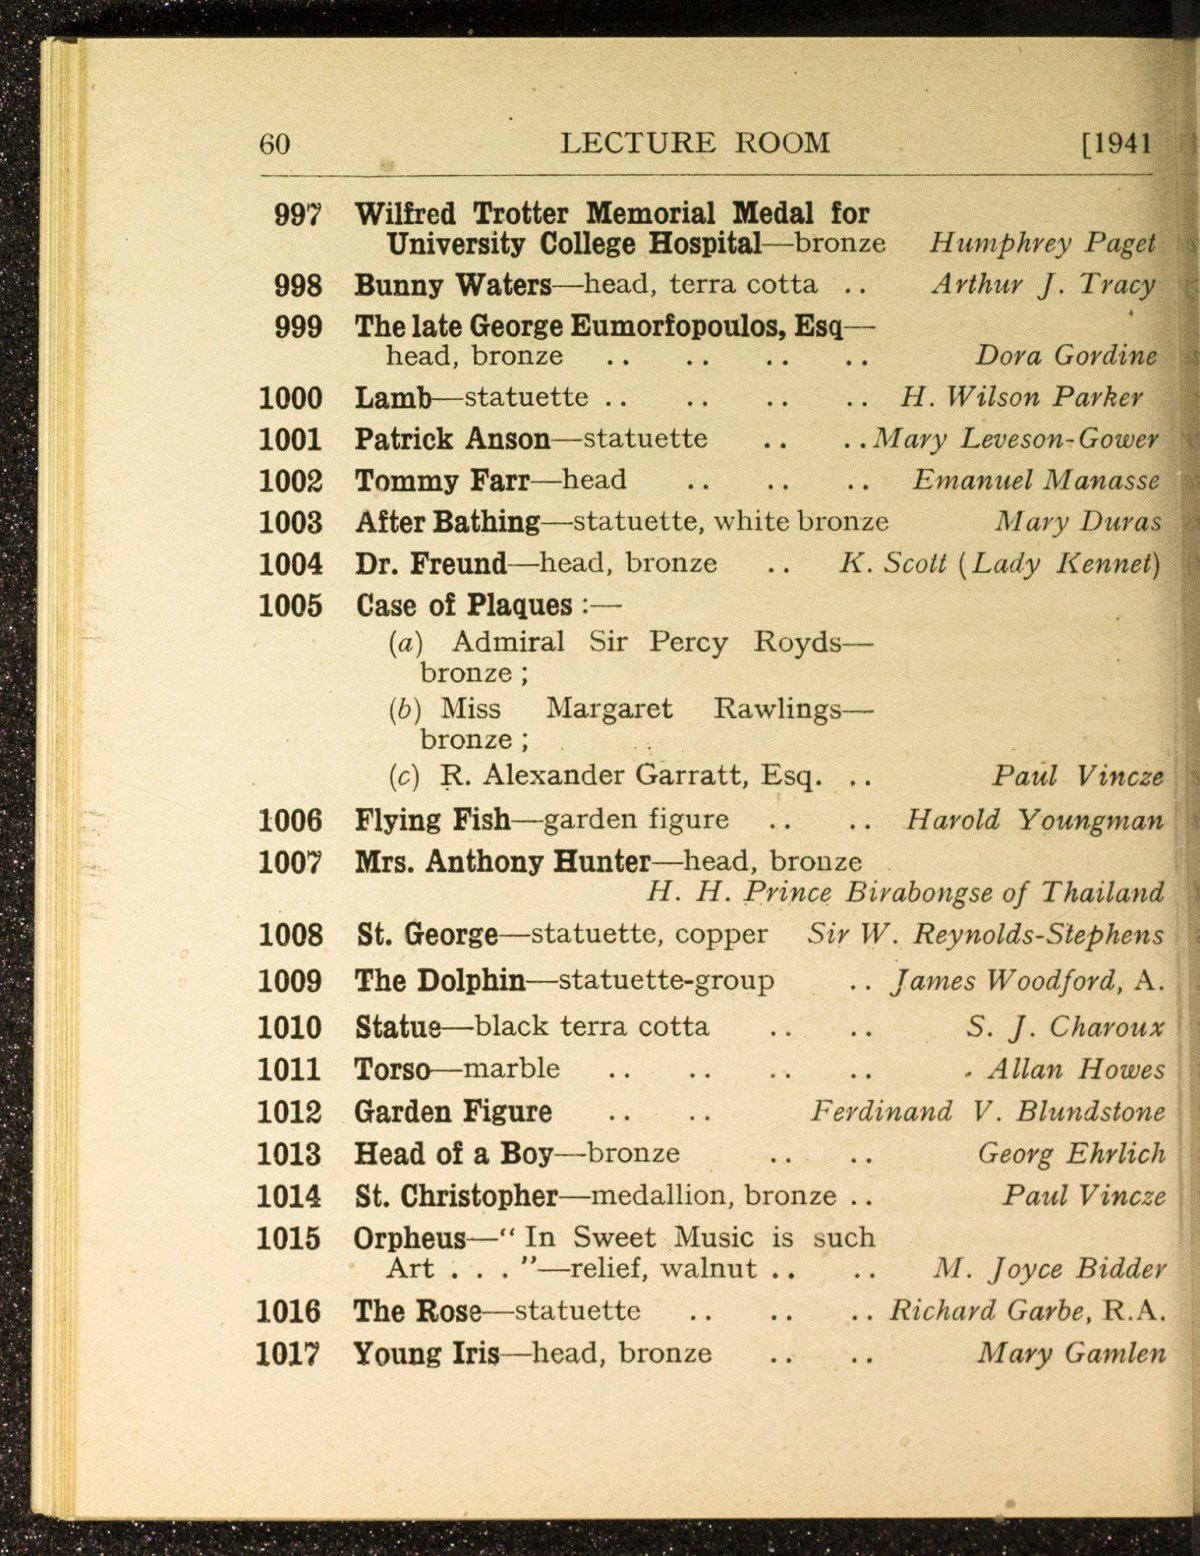 60 LECTURE ROOM [1941
997 Wilfred Trotter Memorial Medal for
University College Hospital—bronze Humphrey Paget
998 Bunny Waters—head, terra cotta .. Arthur J. Tracy
999 The late George Eumorfopoulos, Esq—
head, bronze .. .. .. .. Dora Gordine
1000 Lamb—statuette .. .. .. .. H. Wilson Parker
1001 Patrick Anson—statuette .. .. Mary Leveson-Gower
1002 Tommy Farr—head .. .. .. Emanuel Manasse
1003 After Bathing—statuette, white bronze Mary Duras
1004 Dr. Freund—head, bronze .. K. Scott (Lady Kennet)
1005 Case of Plaques :—
(a) Admiral Sir Percy Royds—
bronze ;
(b) Miss Margaret Rawlings—
bronze ;
(c) R. Alexander Garratt, Esq. .. Paul Vincze
1006 Flying Fish—garden figure .. .. Harold Youngman
1007 Mrs. Anthony Hunter—head, bronze
H. H. Prince Birabongse of Thailand
1008 St. George—statuette, copper Sir W. Reynolds-Stephens
1009 The Dolphin—statuette-group .. James Woodford, A.
1010 Statue—black terra cotta .. .. S. J. Charoux
1011 Torso—marble .. .. .. .. . Allan Howes
1012 Garden Figure .. .. Ferdinand V. Blundstone
1013 Head of a Boy—bronze .. .. Georg Ehrlich
1014 St. Christopher—medallion, bronze .. Paul Vincze
1015 Orpheus—“ In Sweet Music is such
Art . . . ”—relief, walnut .. .. M. Joyce Bidder
1016 The Rose—statuette .. .. .. Richard Garbe, R.A.
1017 Young Iris—head, bronze .. .. Mary Gamlen